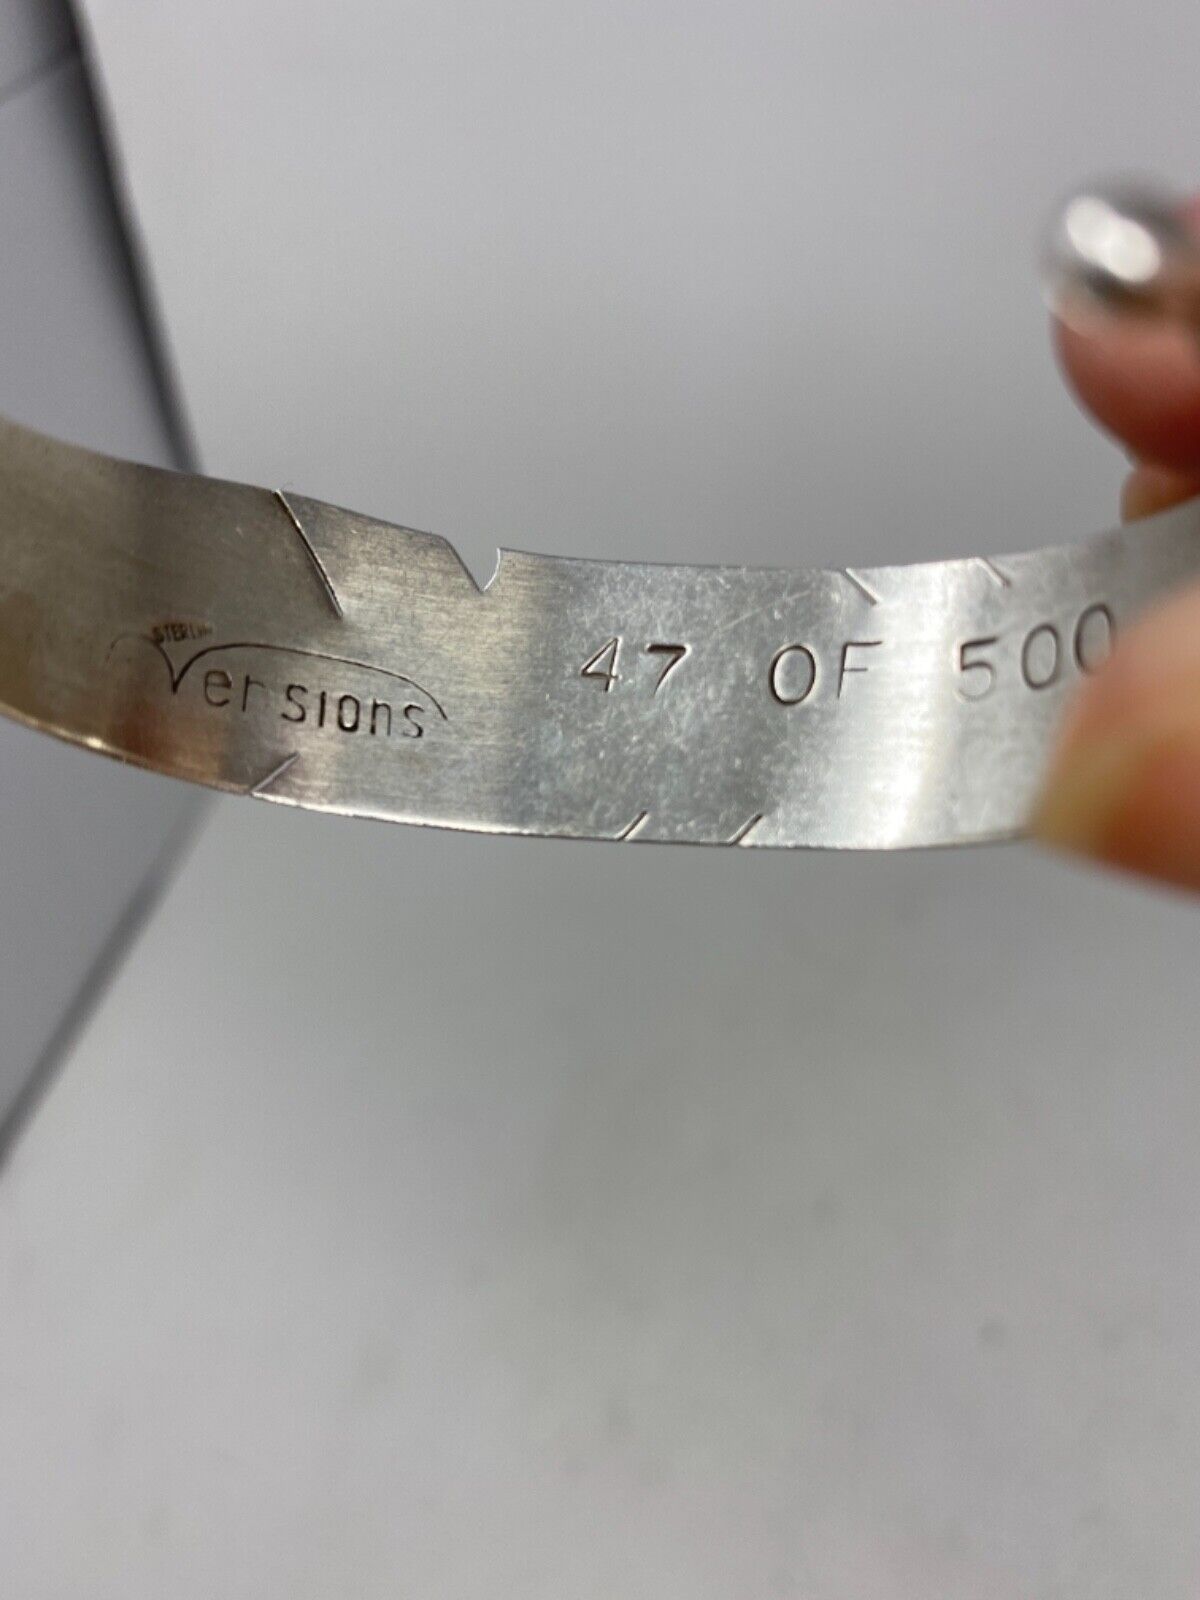 STERLING
Versions
47 OF 500